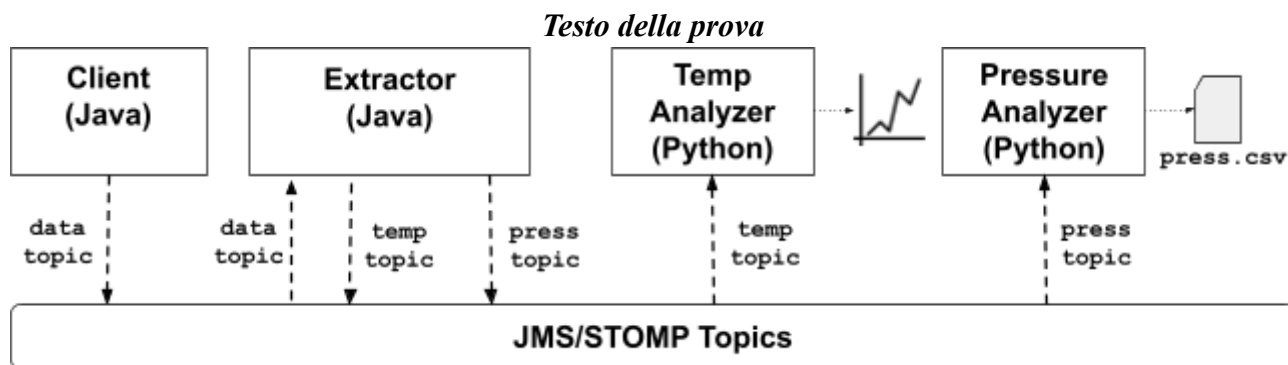 Testo della prova
Client
(Java)
Extractor
(Java)
Temp
Analyzer
(Python)
Pressure
Analyzer
(Python)
press.csv
data
topic
data
topic
temp
topic
press
topic
temp
topic
press
topic
JMS/STOMP Topics